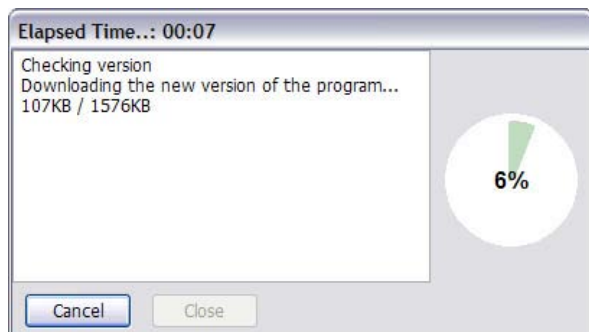 Elapsed Time..: 00:07
Checking version
Downloading the new version of the program...
107KB / 1576KB
6%
Cancel
Close